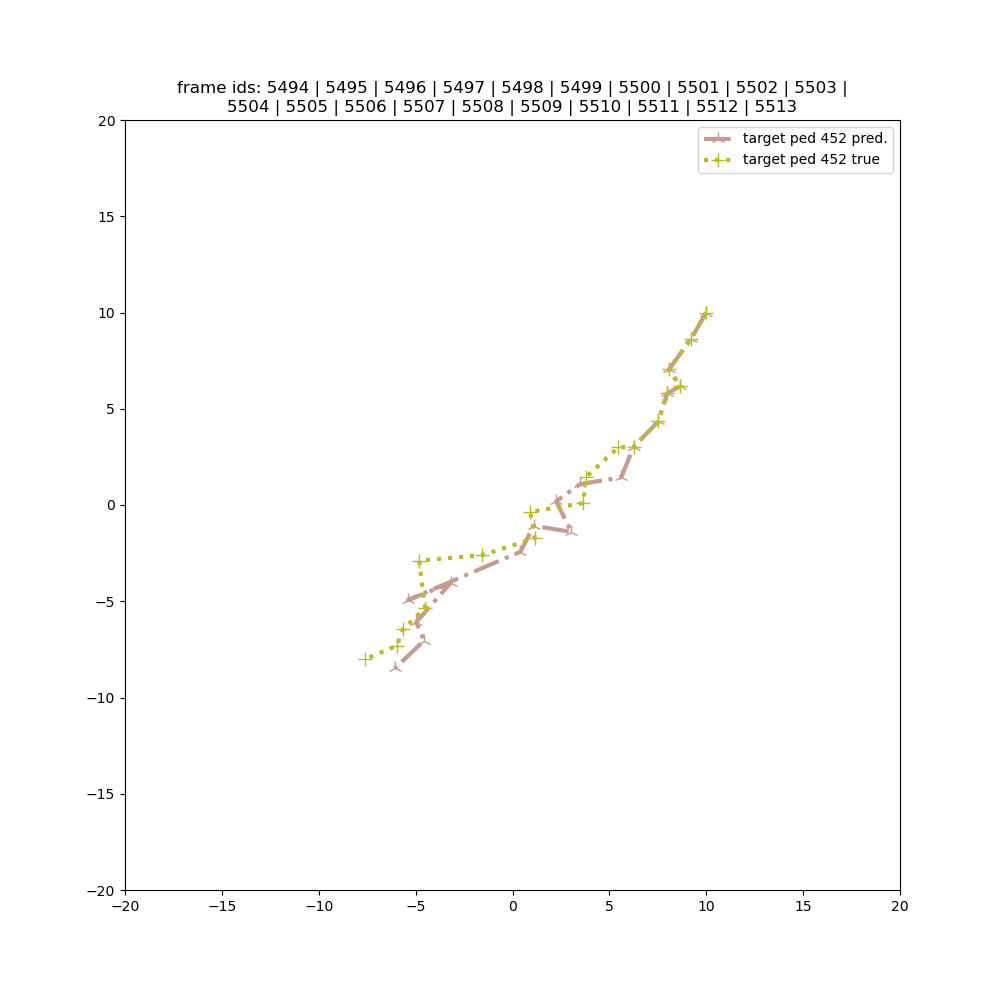 frame ids: 5494 | 5495 | 5496 | 5497 | 5498 | 5499 | 5500 | 5501 | 5502 | 5503 |
5504 | 5505 | 5506 | 5507 | 5508 | 5509 | 5510 | 5511 | 5512 | 5513
target ped 452 pred.
target ped 452 true
20
15
10
5
0
−5
−10
−15
−20
−20 −15 −10 −5 0 5 10 15 20